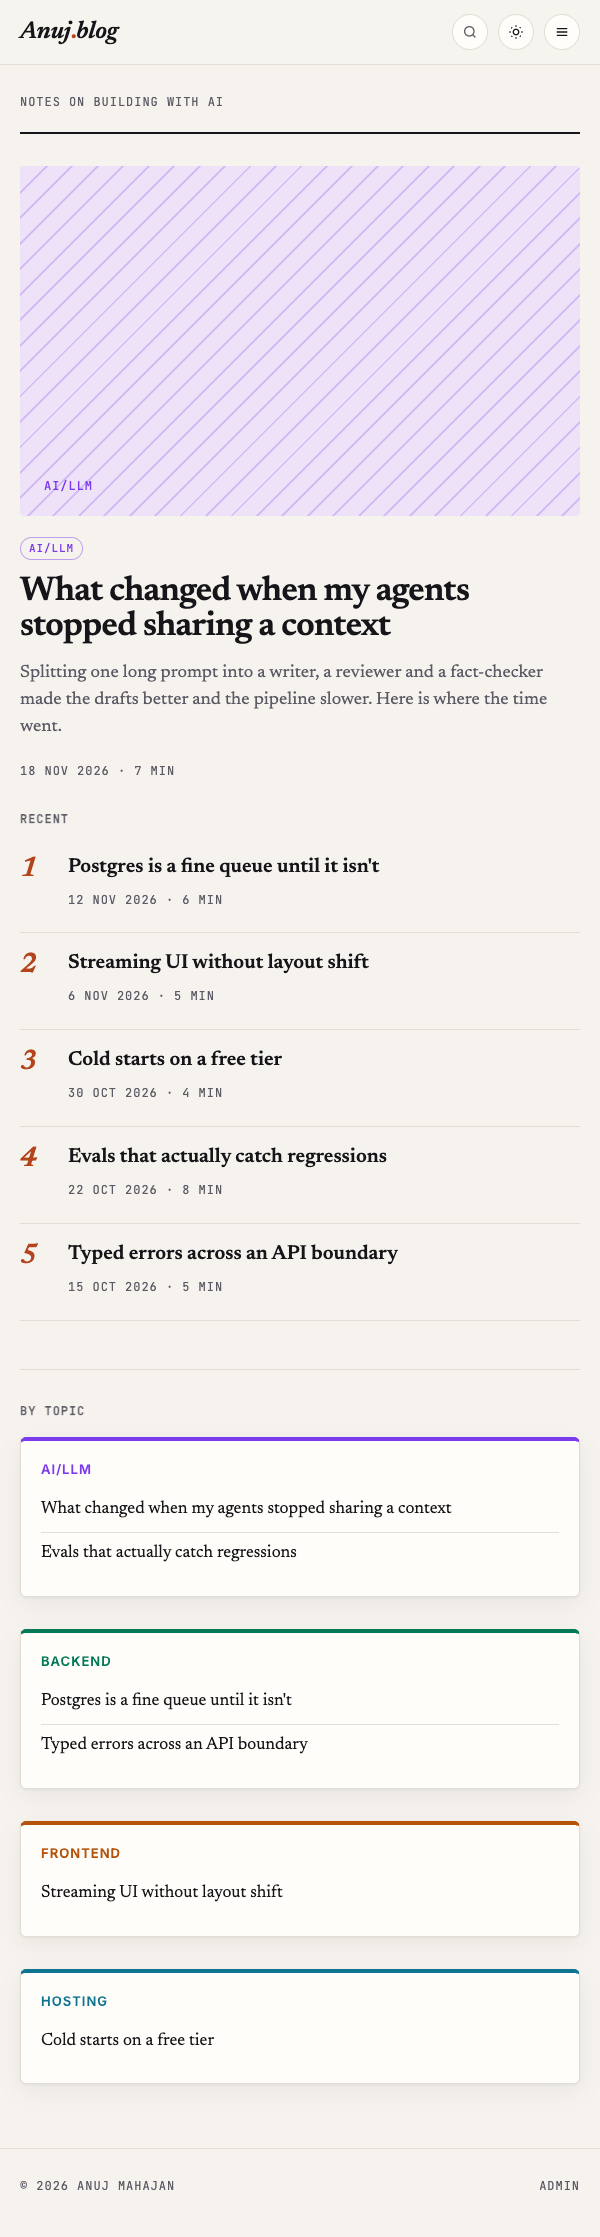 Anuj.blog
NOTES ON BUILDING WITH AI
AI/LLM
AI/LLM
What changed when my agents
stopped sharing a context
Splitting one long prompt into a writer, a reviewer and a fact-checker
made the drafts better and the pipeline slower. Here is where the time
went.
18 NOV 2026 · 7 MIN
RECENT
1 Postgres is a fine queue until it isn't
12 NOV 2026 · 6 MIN
2 Streaming UI without layout shift
6 NOV 2026 · 5 MIN
3 Cold starts on a free tier
30 OCT 2026 · 4 MIN
4 Evals that actually catch regressions
22 OCT 2026 · 8 MIN
5 Typed errors across an API boundary
15 OCT 2026 · 5 MIN
BY TOPIC
AI/LLM
What changed when my agents stopped sharing a context
Evals that actually catch regressions
BACKEND
Postgres is a fine queue until it isn't
Typed errors across an API boundary
FRONTEND
Streaming UI without layout shift
HOSTING
Cold starts on a free tier
© 2026 ANUJ MAHAJAN ADMIN